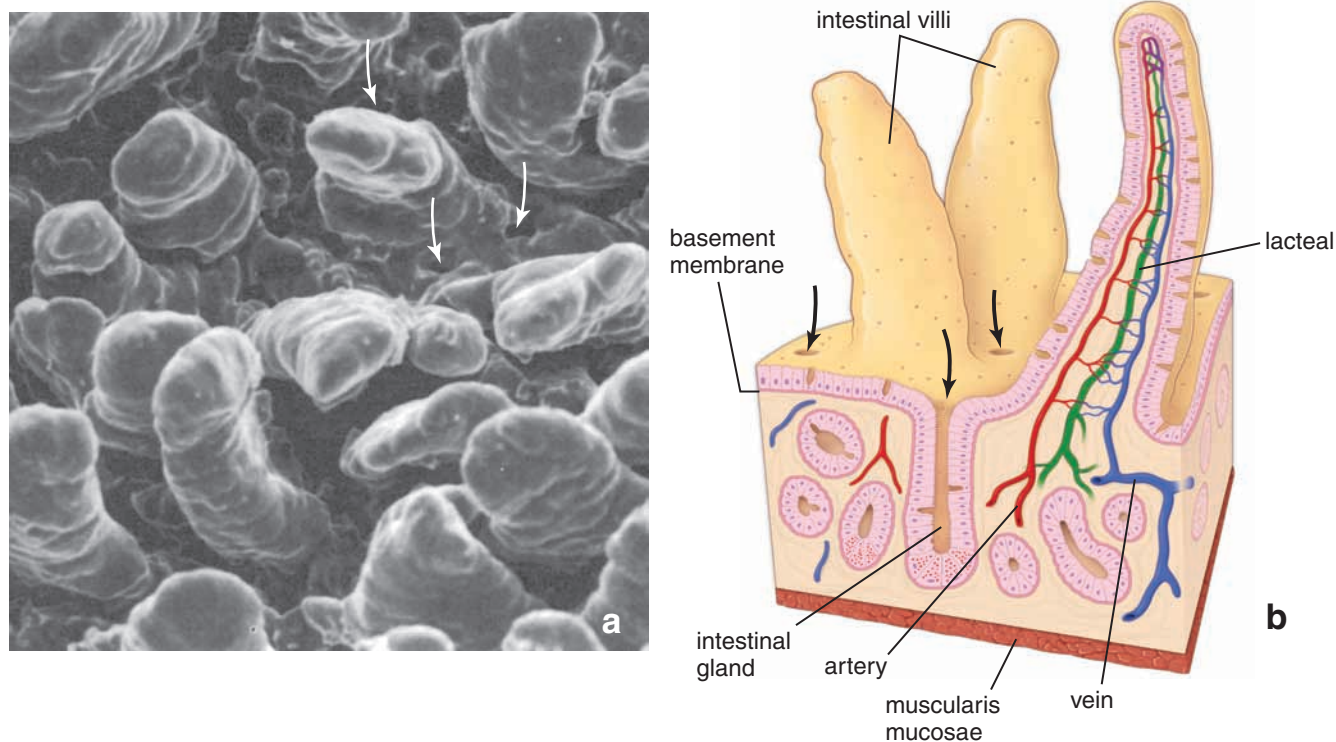 a
intestinal villi
basement
membrane
lacteal
intestinal
gland
artery
muscularis
mucosae
vein
b